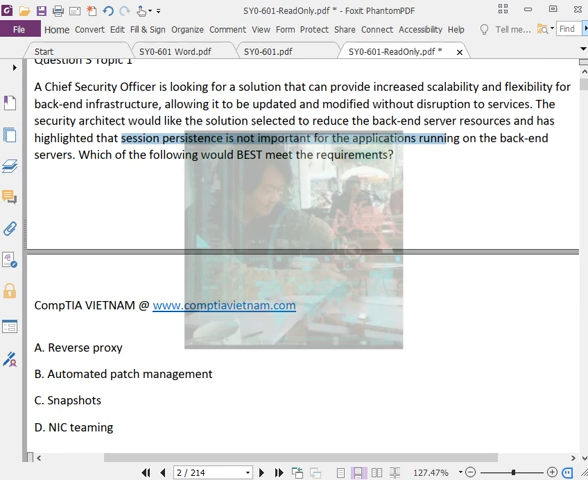 SY0-601-ReadOnly.pdf * - Foxit PhantomPDF
File Home Convert Edit Fill & Sign Organize Comment View Form Protect Share Connect Accessibility Help Tell me... Find
Start SY0-601 Word.pdf SY0-601.pdf SY0-601-ReadOnly.pdf *
Question 3 Topic 1
A Chief Security Officer is looking for a solution that can provide increased scalability and flexibility for
back-end infrastructure, allowing it to be updated and modified without disruption to services. The
security architect would like the solution selected to reduce the back-end server resources and has
highlighted that session persistence is not important for the applications running on the back-end
servers. Which of the following would BEST meet the requirements?
CompTIA VIETNAM @ www.comptiavietnam.com
A. Reverse proxy
B. Automated patch management
C. Snapshots
D. NIC teaming
2 / 214 127.47%